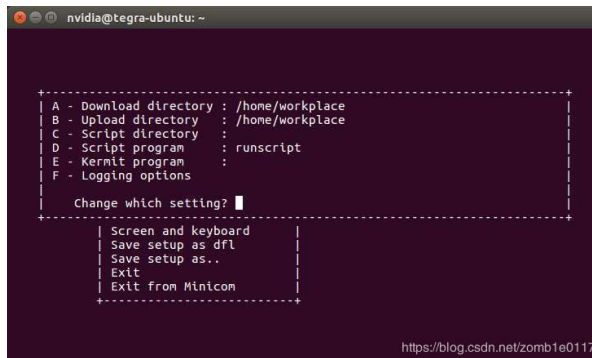 nvidia@tegra-ubuntu: ~
A - Download directory : /home/workplace
B - Upload directory : /home/workplace
C - Script directory :
D - Script program : runscript
E - Kermit program :
F - Logging options
Change which setting?
Screen and keyboard
Save setup as dfl
Save setup as..
Exit
Exit from Minicom
https://blog.csdn.net/zomb1e0117